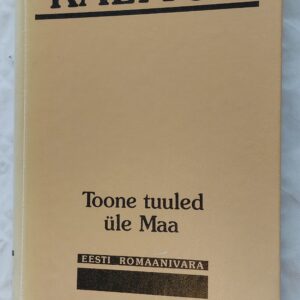 Toone tuuled
üle Maa
EESTI ROMAANIVARA